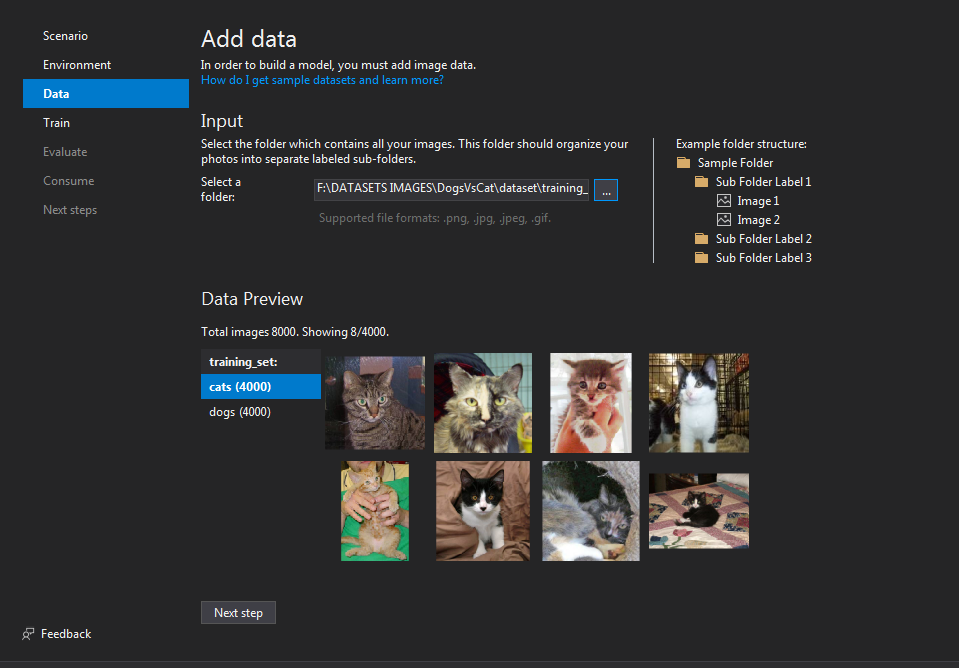 Scenario
Environment
Data
Train
Evaluate
Consume
Next steps
Add data
In order to build a model, you must add image data.
How do I get sample datasets and learn more?
Input
Select the folder which contains all your images. This folder should organize your
photos into separate labeled sub-folders.
Select a
folder:
F:\DATASETS IMAGES\DogsVsCat\dataset\training_
...
Supported file formats: .png, .jpg, .jpeg, .gif.
Example folder structure:
Sample Folder
Sub Folder Label 1
Image 1
Image 2
Sub Folder Label 2
Sub Folder Label 3
Data Preview
Total images 8000. Showing 8/4000.
training_set:
cats (4000)
dogs (4000)
Next step
Feedback